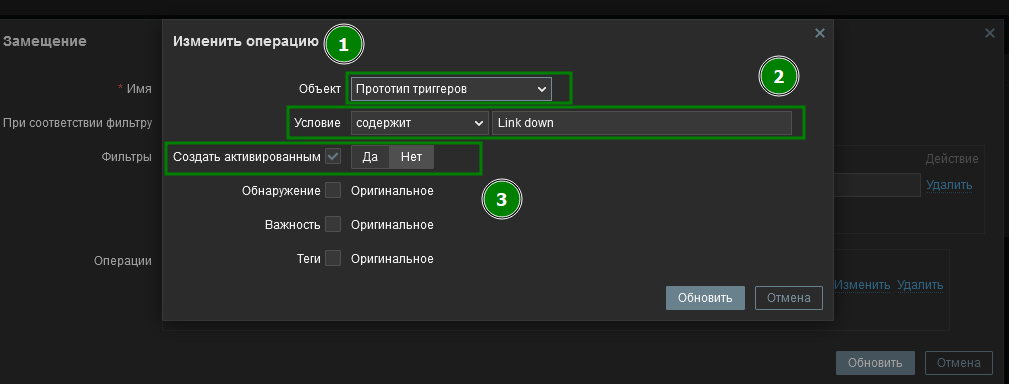 Замещение
Изменить операцию
1
2
* Имя
Объект
Прототип триггеров
При соответствии фильтру
Условие
содержит
Link down
Фильтры
Создать активированным
Да
Нет
Действие
Обнаружение
Оригинальное
3
Удалить
Важность
Оригинальное
Операции
Теги
Оригинальное
Изменить
Удалить
Обновить
Отмена
Обновить
Отмена